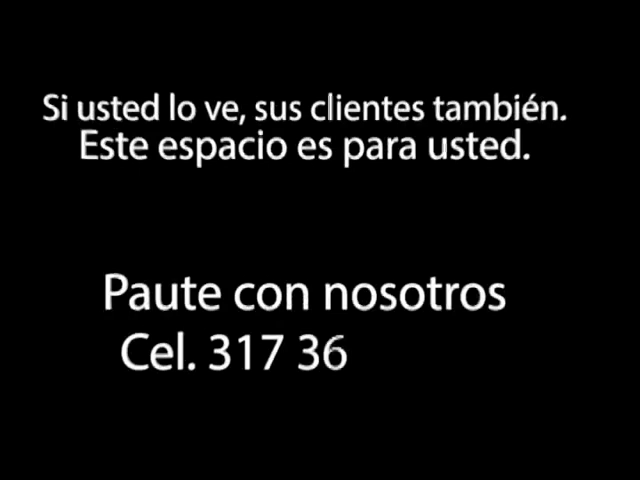 Si usted lo ve, sus clientes también.
Este espacio es para usted.
Paute con nosotros
Cel. 317 36